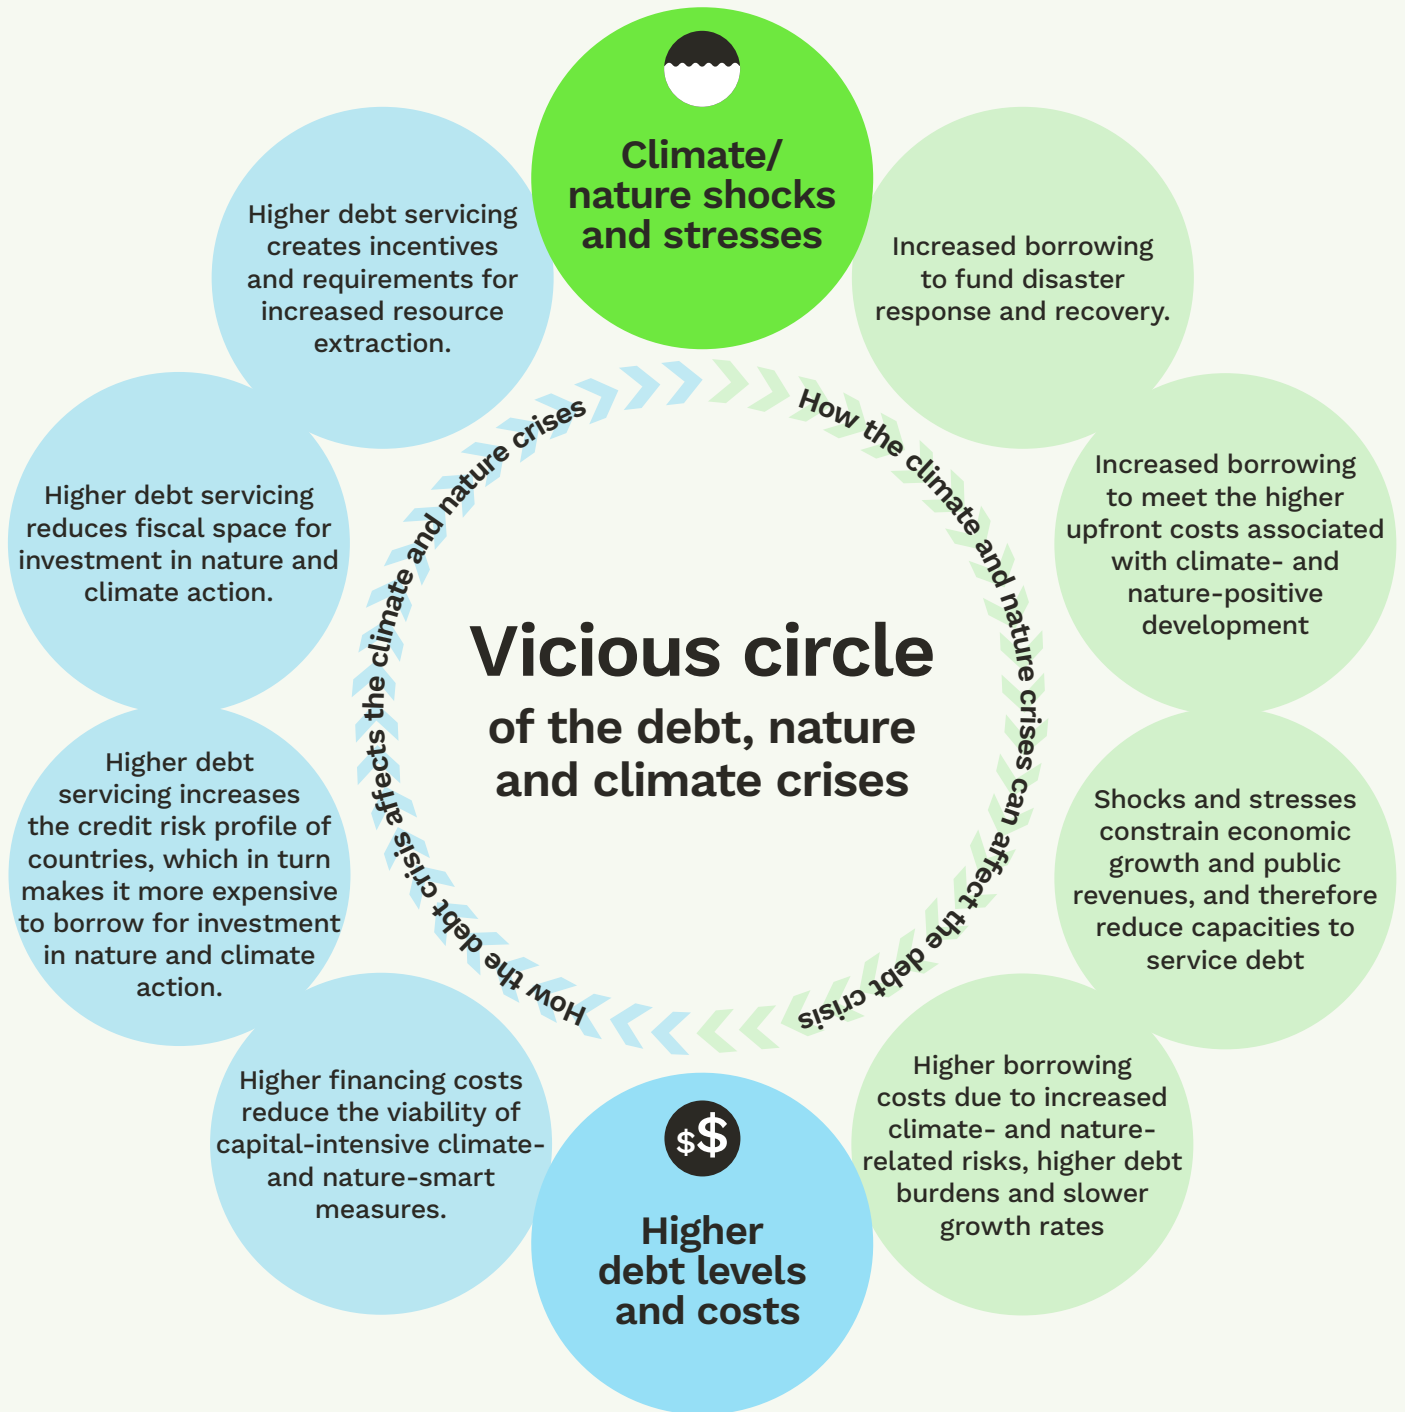 Climate/
nature shocks
and stresses
Increased borrowing
to fund disaster
response and recovery.
Increased borrowing
to meet the higher
upfront costs associated
with climate- and
nature-positive
development
Shocks and stresses
constrain economic
growth and public
revenues, and therefore
reduce capacities to
service debt
Higher borrowing
costs due to increased
climate- and nature-
related risks, higher debt
burdens and slower
growth rates
$$
Higher
debt levels
and costs
Higher financing costs
reduce the viability of
capital-intensive climate-
and nature-smart
measures.
Higher debt
servicing increases
the credit risk profile of
countries, which in turn
makes it more expensive
to borrow for investment
in nature and climate
action.
Higher debt servicing
reduces fiscal space for
investment in nature and
climate action.
Higher debt servicing
creates incentives
and requirements for
increased resource
extraction.
How the climate and nature crises can affect the debt crisis
How the debt crisis affects the climate and nature crises
Vicious circle
of the debt, nature
and climate crises